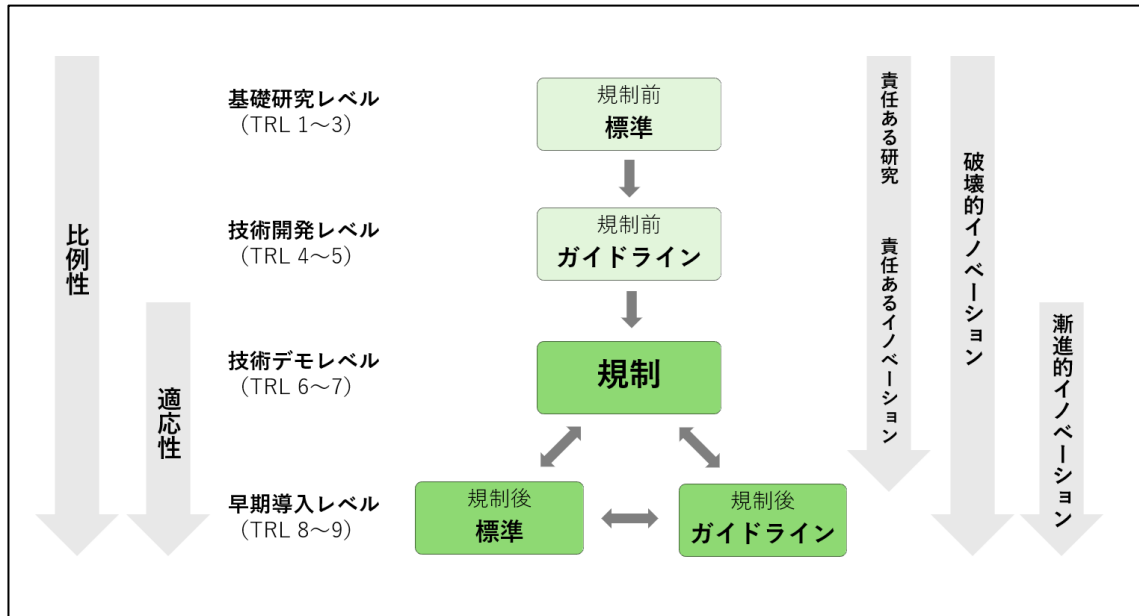 比例性
適応性
基礎研究レベル
（TRL 1～3）
技術開発レベル
（TRL 4～5）
技術デモレベル
（TRL 6～7）
早期導入レベル
（TRL 8～9）
規制前
標準
規制前
ガイドライン
規制
規制後
標準
規制後
ガイドライン
責任ある研究
責任あるイノベーション
破壊的イノベーション
漸進的イノベーション